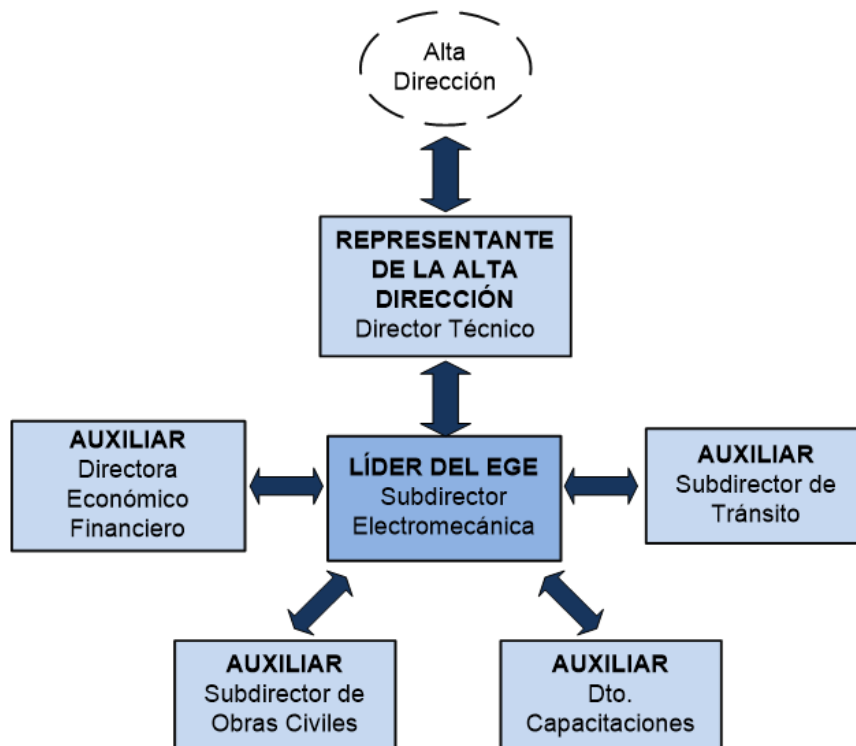 Alta
Dirección
REPRESENTANTE
DE LA ALTA
DIRECCIÓN
Director Técnico
AUXILIAR
Directora
Económico
Financiero
LÍDER DEL EGE
Subdirector
Electromecánica
AUXILIAR
Subdirector de
Tránsito
AUXILIAR
Subdirector de
Obras Civiles
AUXILIAR
Dto.
Capacitaciones